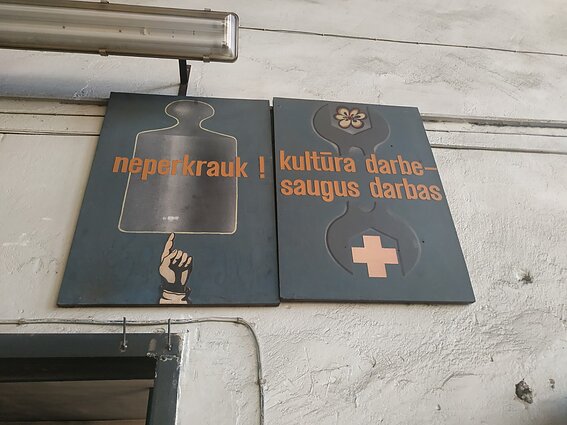 neperkrauk !
kultūra darbe–
saugus darbas